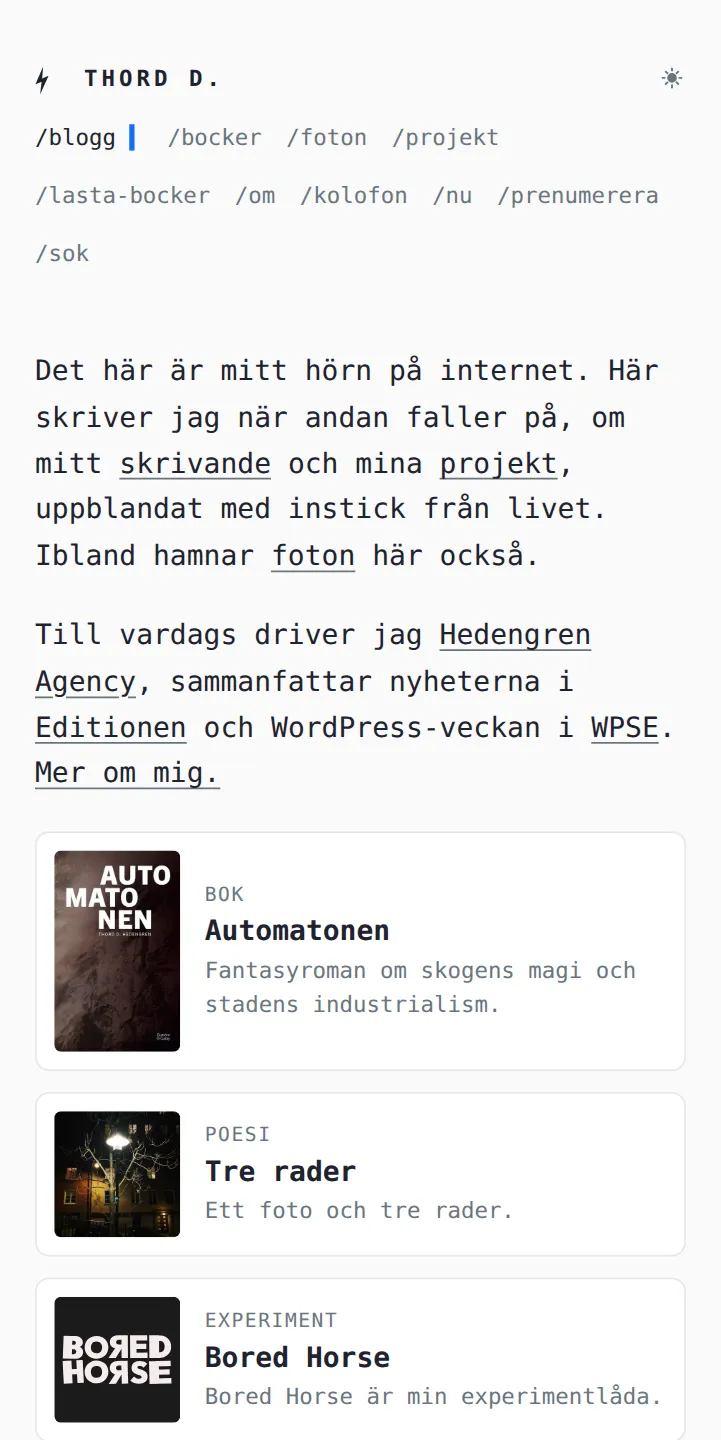 THORD D.
/blogg /bocker /foton /projekt
/lasta-bocker /om /kolofon /nu /prenumerera
/sok
Det här är mitt hörn på internet. Här
skriver jag när andan faller på, om
mitt skrivande och mina projekt,
uppblandat med instick från livet.
Ibland hamnar foton här också.
Till vardags driver jag Hedengren
Agency, sammanfattar nyheterna i
Editionen och WordPress-veckan i WPSE.
Mer om mig.
AUTO
MATO
NEN
THORD D. HEDENGREN
BOK
Automatonen
Fantasyroman om skogens magi och
stadens industrialism.
POESI
Tre rader
Ett foto och tre rader.
BORED
HORSE
EXPERIMENT
Bored Horse
Bored Horse är min experimentlåda.